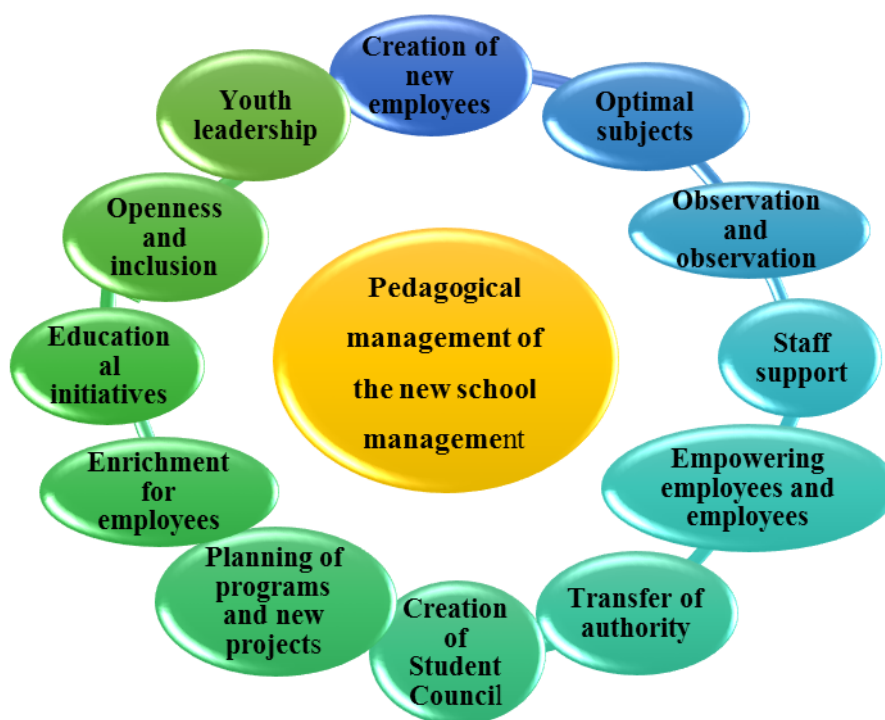 Creation of
new
employees
Optimal
subjects
Observation and
observation
Staff
support
Empowering
employees and
employees
Transfer of
authority
Creation
of
Student
Council
Planning of
programs
and new
projects
Enrichment
for
employees
Education
al
initiatives
Openness
and
inclusion
Youth
leadership
Pedagogical
management of
the new school
management